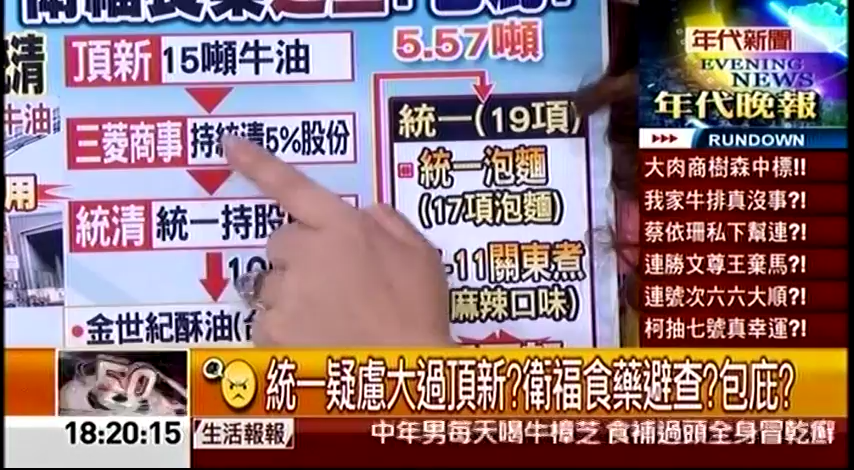 衛福食藥避查?包庇?
5.57噸
清
牛油
用
頂新 15噸牛油
三菱商事 持統清5%股份
統清 統一持股
金世紀酥油(台
統一(19項)
統一泡麵
(17項泡麵)
-11關東煮
麻辣口味)
年代新聞
EVENING
NEWS
年代晚報
RUNDOWN
大肉商樹森中標!!
我家牛排真沒事?!
蔡依珊私下幫連?!
連勝文尊王棄馬?!
連號次六六大順?!
柯抽七號真幸運?!
統一疑慮大過頂新?衛福食藥避查?包庇?
50
18:20:15
生活報報
中年男每天喝牛樟芝 食補過頭全身冒乾癬